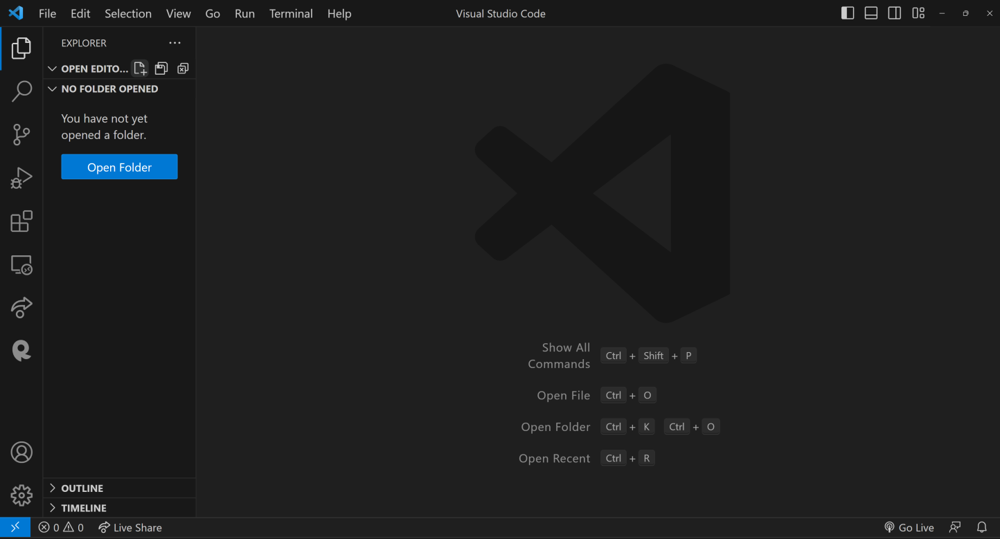 File Edit Selection View Go Run Terminal Help Visual Studio Code
EXPLORER
OPEN EDITO...
NO FOLDER OPENED
You have not yet
opened a folder.
Open Folder
Show All
Commands Ctrl + Shift + P
Open File Ctrl + O
Open Folder Ctrl + K Ctrl + O
Open Recent Ctrl + R
OUTLINE
TIMELINE
0 0 Live Share Go Live